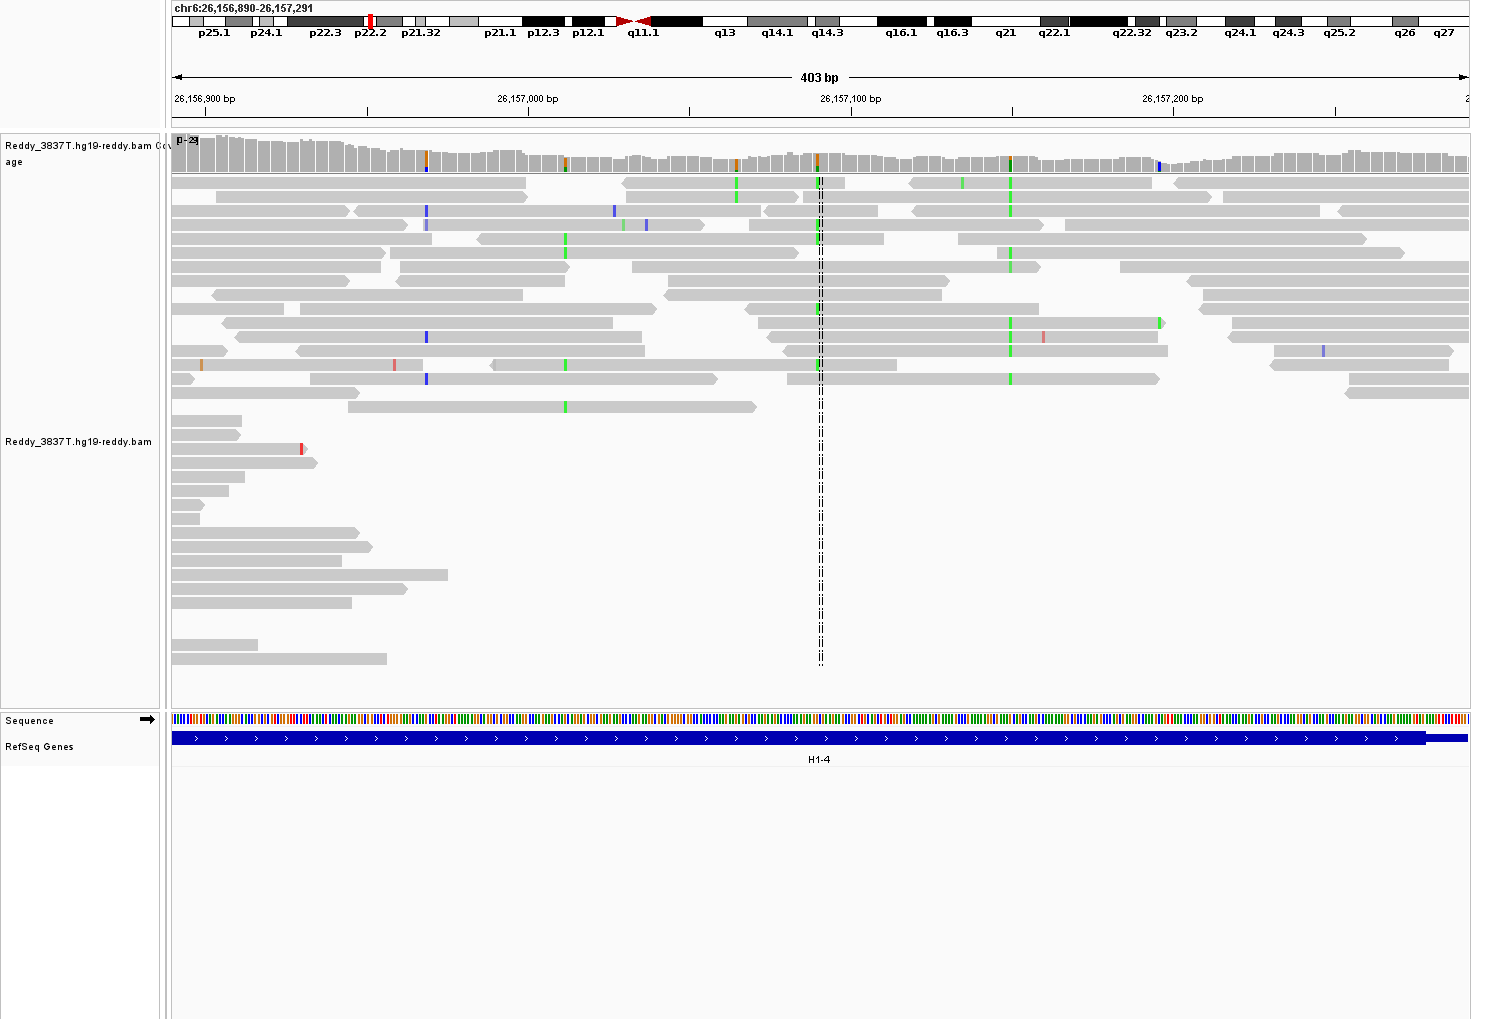 chr6:26,156,890-26,157,291
p25.1 p24.1 p22.3 p22.2 p21.32 p21.1 p12.3 p12.1 q11.1 q13 q14.1 q14.3 q16.1 q16.3 q21 q22.1 q22.32 q23.2 q24.1 q24.3 q25.2 q26 q27
403 bp
26,156,900 bp 26,157,000 bp 26,157,100 bp 26,157,200 bp 2
Reddy_3837T.hg19-reddy.bam Cov
age
Reddy_3837T.hg19-reddy.bam
Sequence
RefSeq Genes
H1-4